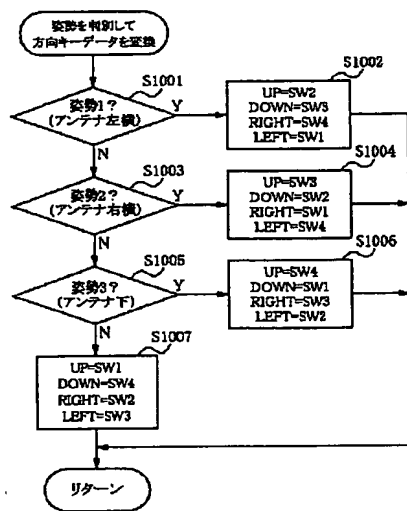 姿勢を判別して
方向キーデータを変換
S1001
姿勢1?
(アンテナ左横)
Y
N
S1002
UP=SW2
DOWN=SW3
RIGHT=SW4
LEFT=SW1
S1003
姿勢2?
(アンテナ右横)
Y
N
S1004
UP=SW3
DOWN=SW2
RIGHT=SW1
LEFT=SW4
S1005
姿勢3?
(アンテナ下)
Y
N
S1006
UP=SW4
DOWN=SW1
RIGHT=SW3
LEFT=SW2
S1007
UP=SW1
DOWN=SW4
RIGHT=SW2
LEFT=SW3
リターン